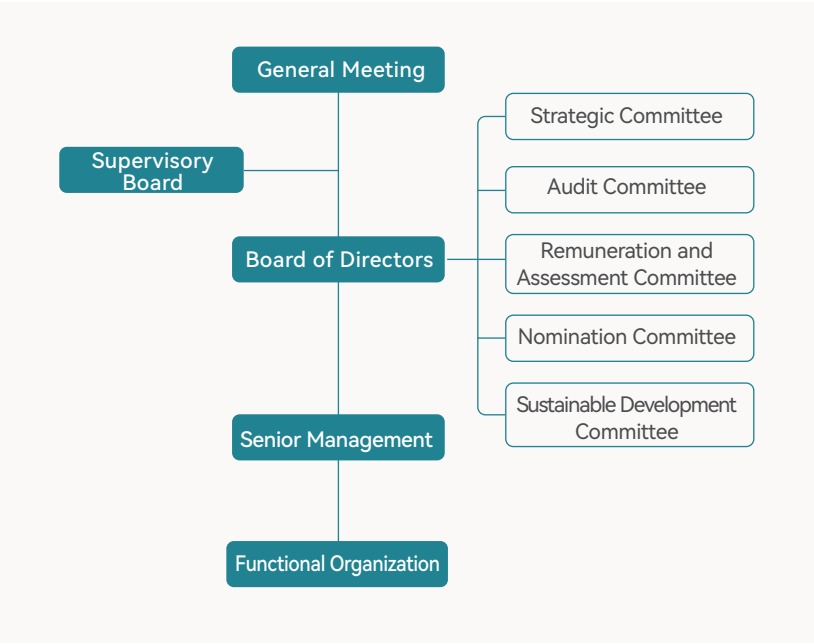 General Meeting
Strategic Committee
Supervisory
Board
Audit Committee
Board of Directors
Remuneration and
Assessment Committee
Nomination Committee
Sustainable Development
Committee
Senior Management
Functional Organization